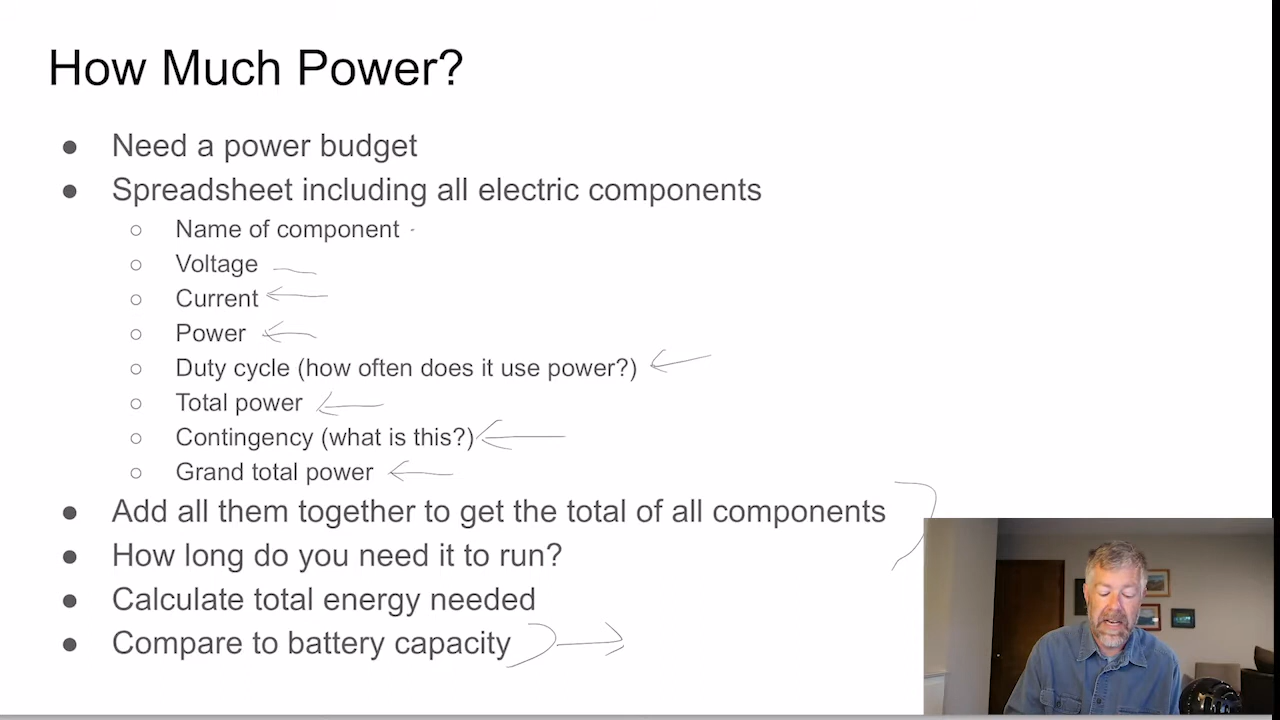 How Much Power?
● Need a power budget
● Spreadsheet including all electric components
○ Name of component
○ Voltage
○ Current
○ Power
○ Duty cycle (how often does it use power?)
○ Total power
○ Contingency (what is this?)
○ Grand total power
● Add all them together to get the total of all components
● How long do you need it to run?
● Calculate total energy needed
● Compare to battery capacity